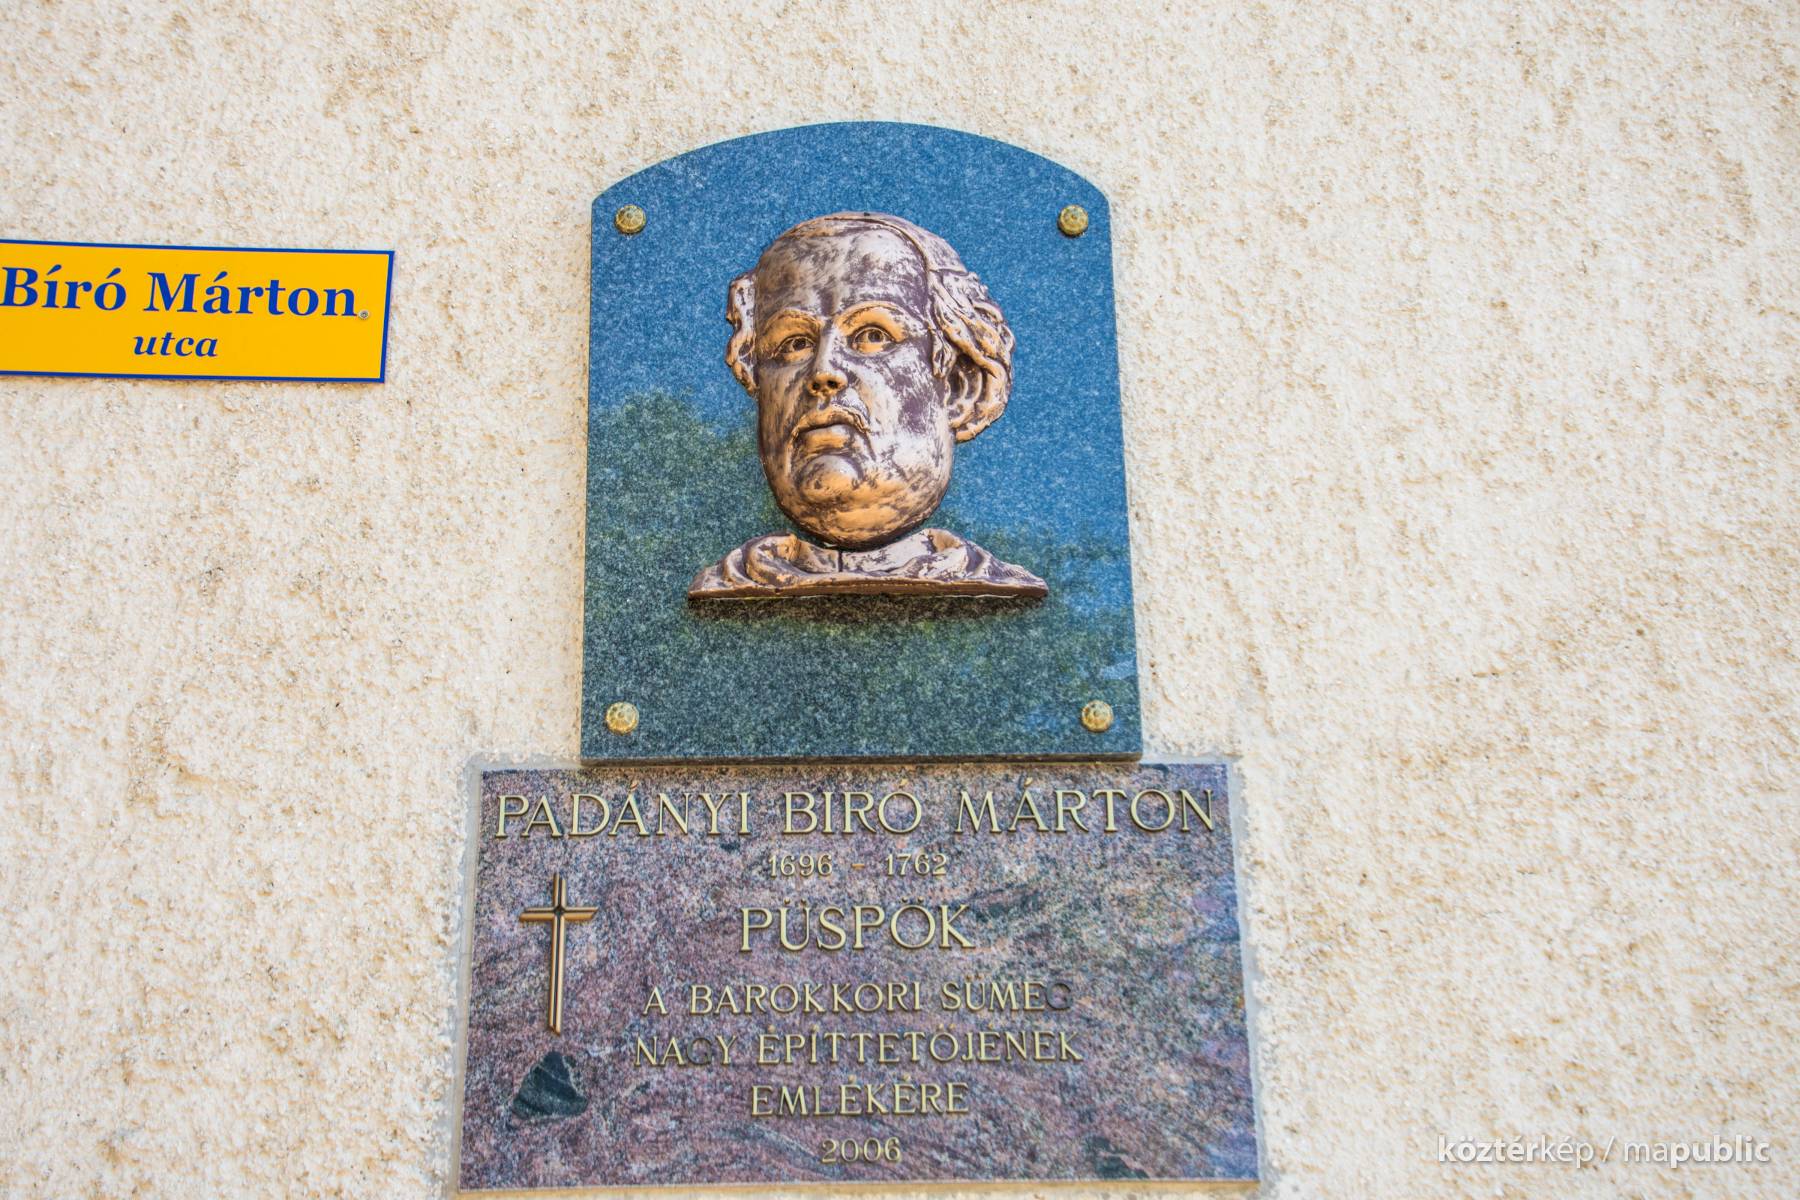 Bíró Márton
utca
PADÁNYI BIRÓ MÁRTON
1696 - 1762
PÜSPÖK
A BAROKKORI SÜMEG
NAGY ÉPÍTTETŐJÉNEK
EMLÉKÉRE
2006
köztérkép / mapublic